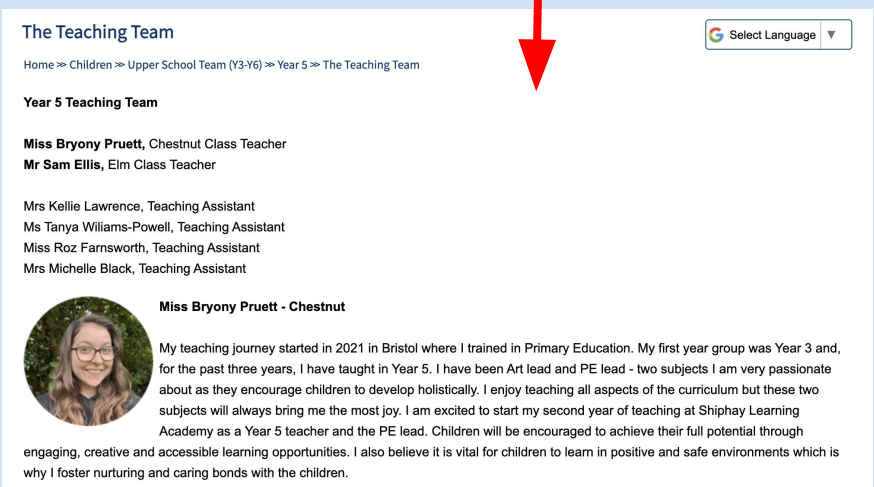 The Teaching Team
Select Language ▼
Home >> Children >> Upper School Team (Y3-Y6) >> Year 5 >> The Teaching Team
Year 5 Teaching Team
Miss Bryony Pruett, Chestnut Class Teacher
Mr Sam Ellis, Elm Class Teacher
Mrs Kellie Lawrence, Teaching Assistant
Ms Tanya Wiliams-Powell, Teaching Assistant
Miss Roz Farnsworth, Teaching Assistant
Mrs Michelle Black, Teaching Assistant
Miss Bryony Pruett - Chestnut
My teaching journey started in 2021 in Bristol where I trained in Primary Education. My first year group was Year 3 and,
for the past three years, I have taught in Year 5. I have been Art lead and PE lead - two subjects I am very passionate
about as they encourage children to develop holistically. I enjoy teaching all aspects of the curriculum but these two
subjects will always bring me the most joy. I am excited to start my second year of teaching at Shiphay Learning
Academy as a Year 5 teacher and the PE lead. Children will be encouraged to achieve their full potential through
engaging, creative and accessible learning opportunities. I also believe it is vital for children to learn in positive and safe environments which is
why I foster nurturing and caring bonds with the children.